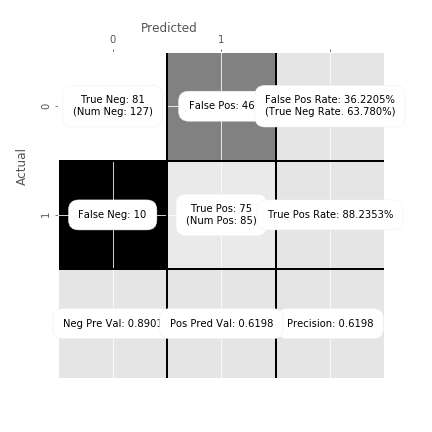 Predicted
0 1
Actual
0
True Neg: 81
(Num Neg: 127)
False Pos: 46
False Pos Rate: 36.2205%
(True Neg Rate. 63.780%)
1
False Neg: 10
True Pos: 75
(Num Pos: 85)
True Pos Rate: 88.2353%
Neg Pre Val: 0.8901
Pos Pred Val: 0.6198
Precision: 0.6198